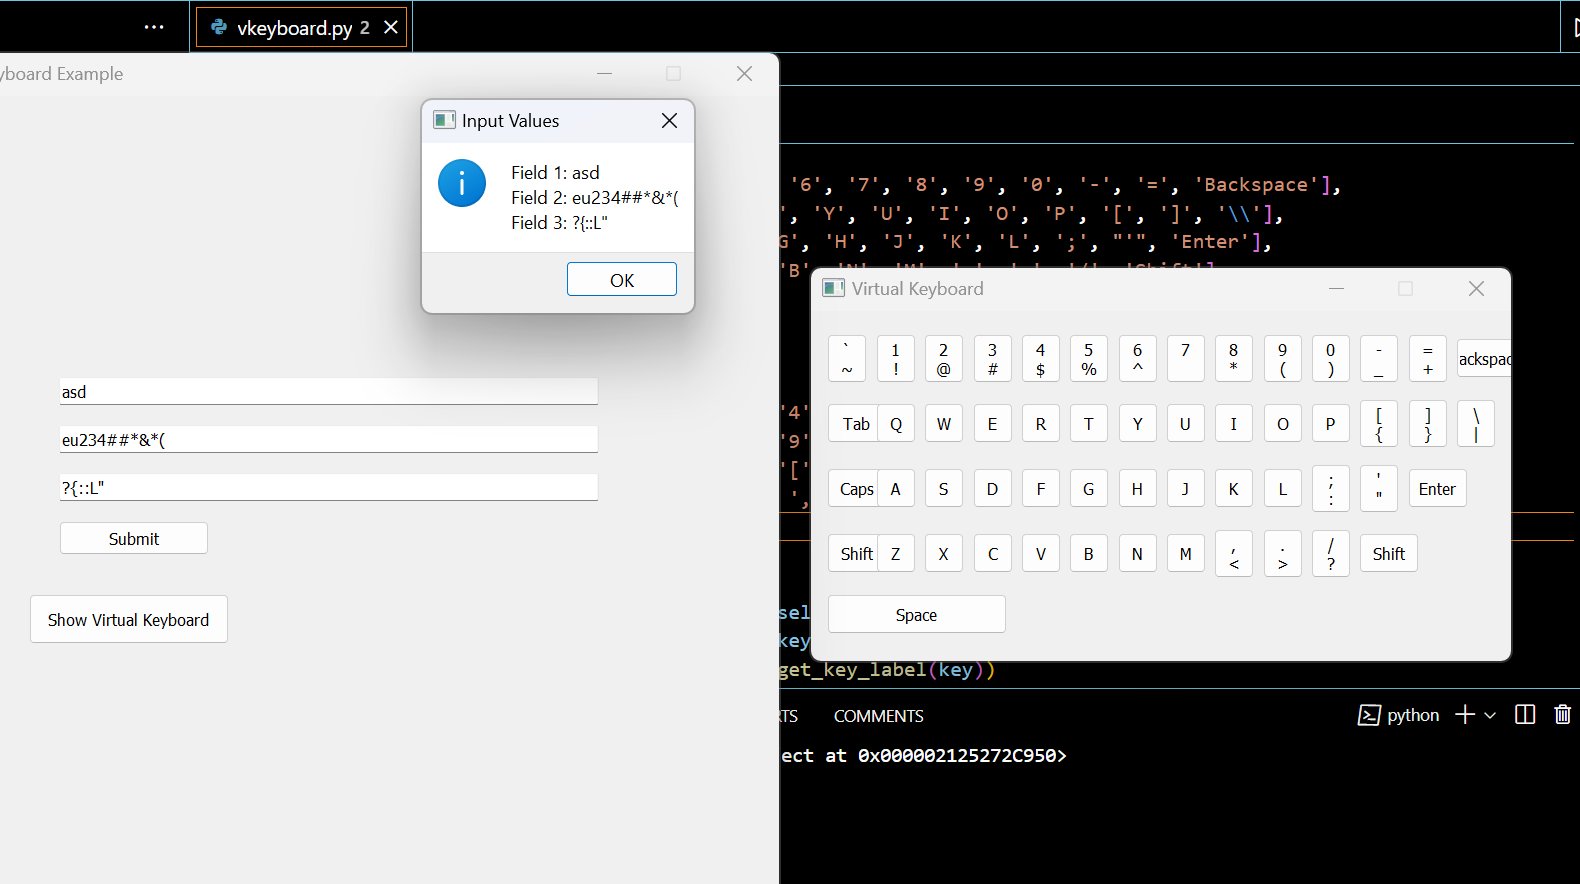 ··· vkeyboard.py 2
yboard Example
Input Values
Field 1: asd
Field 2: eu234##*&*(
Field 3: ?{::L"
OK
asd
eu234##*&*(
?{::L"
Submit
Show Virtual Keyboard
'6', '7', '8', '9', '0', '-', '=', 'Backspace'],
', 'Y', 'U', 'I', 'O', 'P', '[', ']', '\\'],
G', 'H', 'J', 'K', 'L', ';', "'", 'Enter'],
'4'
'9'
'['
',
sel
key
get_key_label(key))
Virtual Keyboard
` 1 2 3 4 5 6 7 8 9 0 - = ackspac
~ ! @ # $ % ^ * ( ) _ +
Tab Q W E R T Y U I O P [ ] \
{ } |
Caps A S D F G H J K L ; ' Enter
: "
Shift Z X C V B N M , . / Shift
< > ?
Space
RTS COMMENTS
python
ect at 0x000002125272C950>